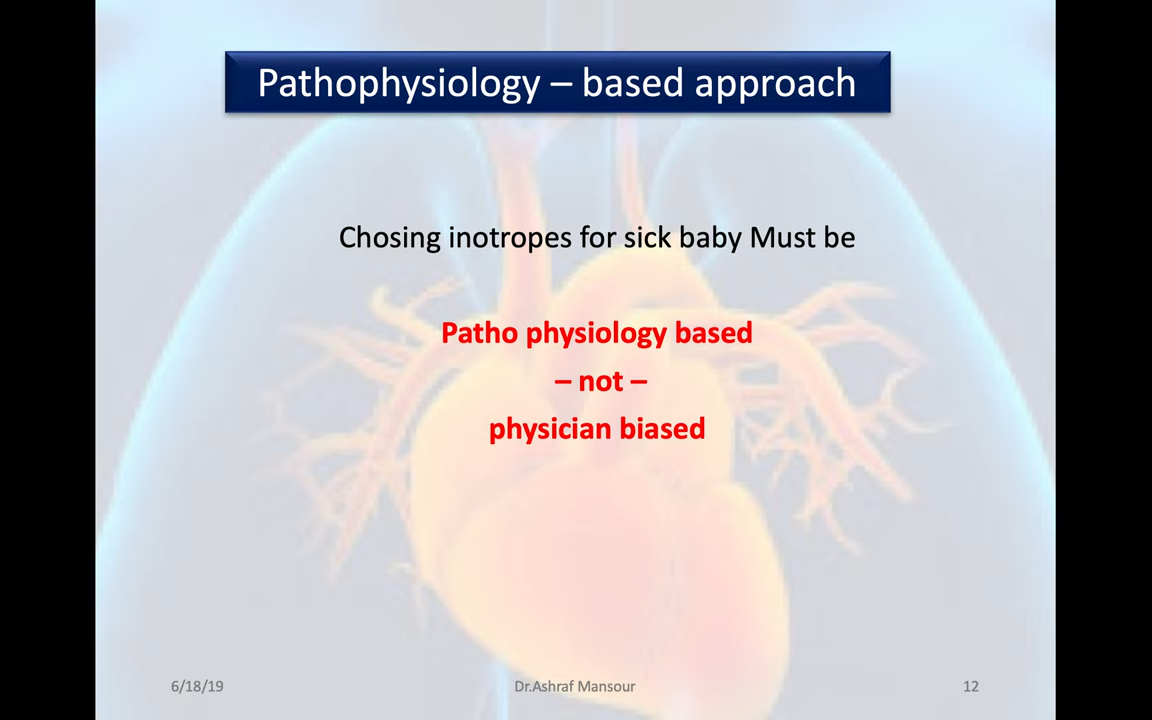 Pathophysiology – based approach
Chosing inotropes for sick baby Must be
Patho physiology based
– not –
physician biased
6/18/19 Dr.Ashraf Mansour 12